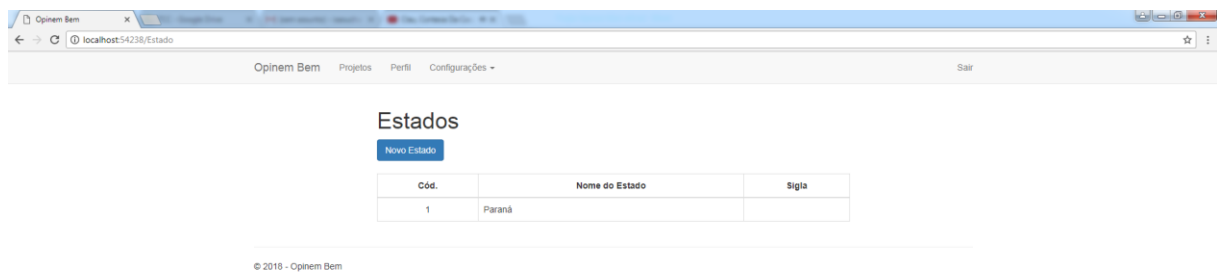 Opinem Bem
localhost:54238/Estado
Opinem Bem Projetos Perfil Configurações Sair
Estados
Novo Estado
Cód. Nome do Estado Sigla
1 Paraná
© 2018 - Opinem Bem